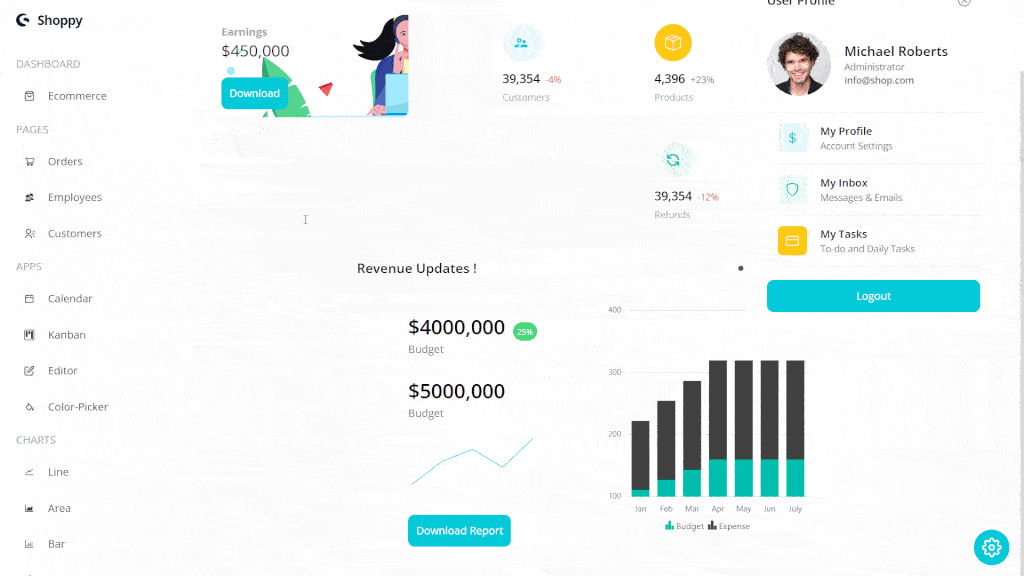 Shoppy
DASHBOARD
Ecommerce
PAGES
Orders
Employees
Customers
APPS
Calendar
Kanban
Editor
Color-Picker
CHARTS
Line
Area
Bar
Earnings
$450,000
Download
39,354 -4%
Customers
4,396 +23%
Products
39,354 -12%
Refunds
User Profile
Michael Roberts
Administrator
info@shop.com
$
My Profile
Account Settings
My Inbox
Messages & Emails
My Tasks
To-do and Daily Tasks
Logout
Revenue Updates !
$4000,000 25%
Budget
$5000,000
Budget
Download Report
400
300
200
100
Jan Feb Mar Apr May Jun July
Budget Expense